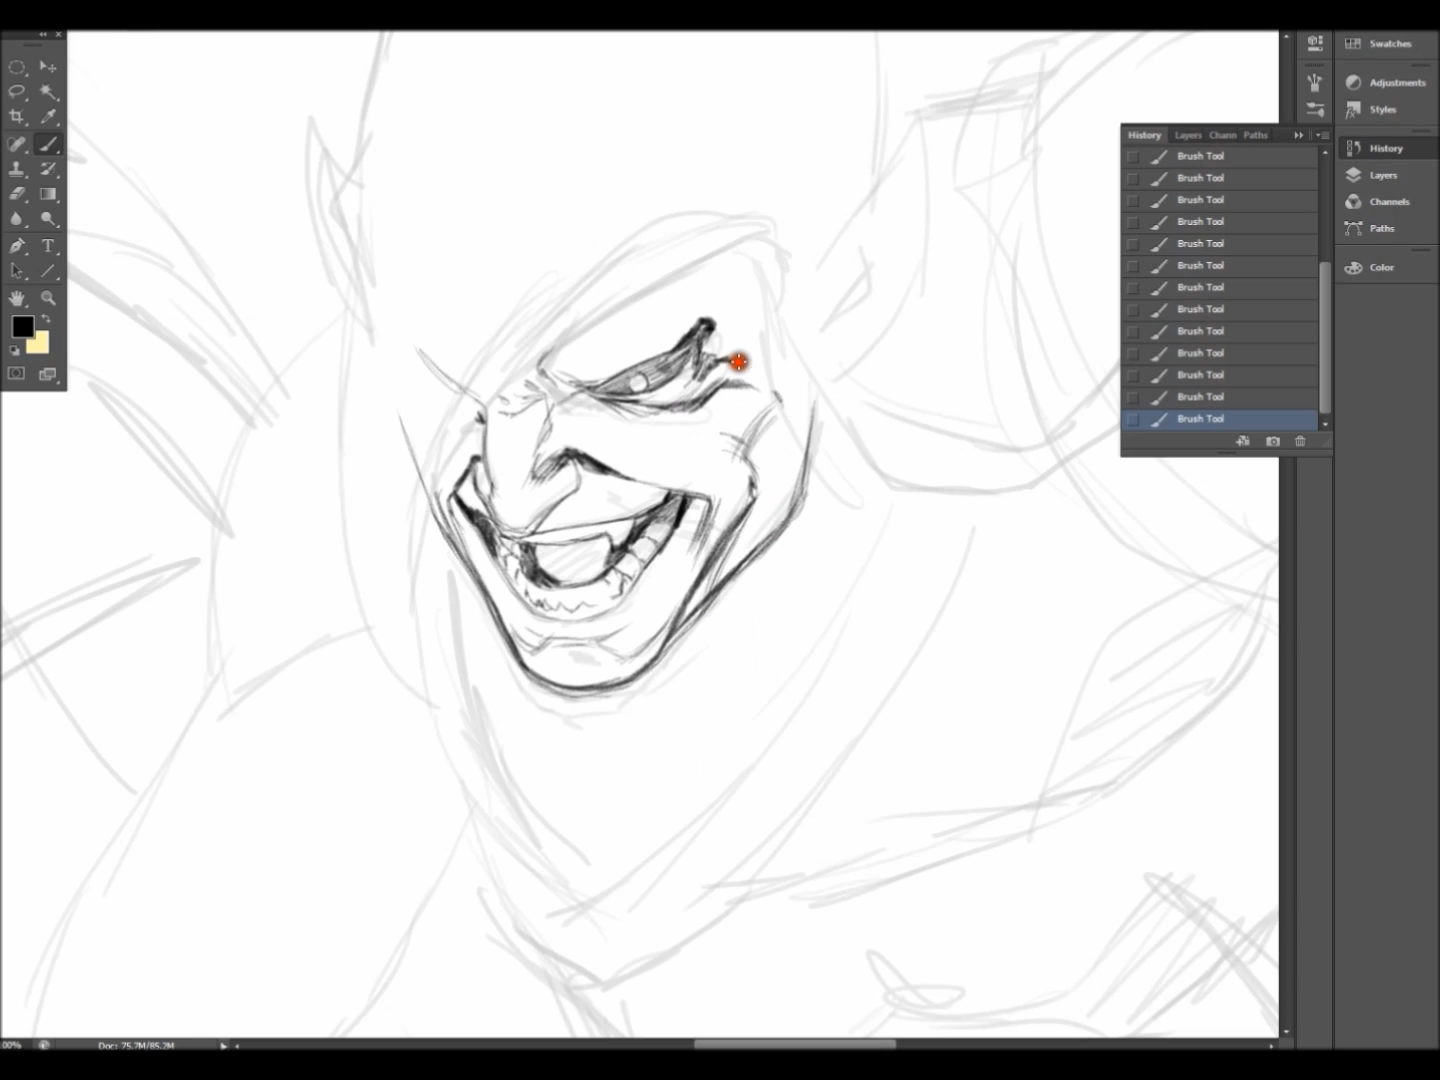 Swatches
Adjustments
Styles
History
Layers
Channels
Paths
Color
History Layers Chann Paths
Brush Tool
Brush Tool
Brush Tool
Brush Tool
Brush Tool
Brush Tool
Brush Tool
Brush Tool
Brush Tool
Brush Tool
Brush Tool
Brush Tool
Brush Tool
00% Doc: 75.7M/85.2M